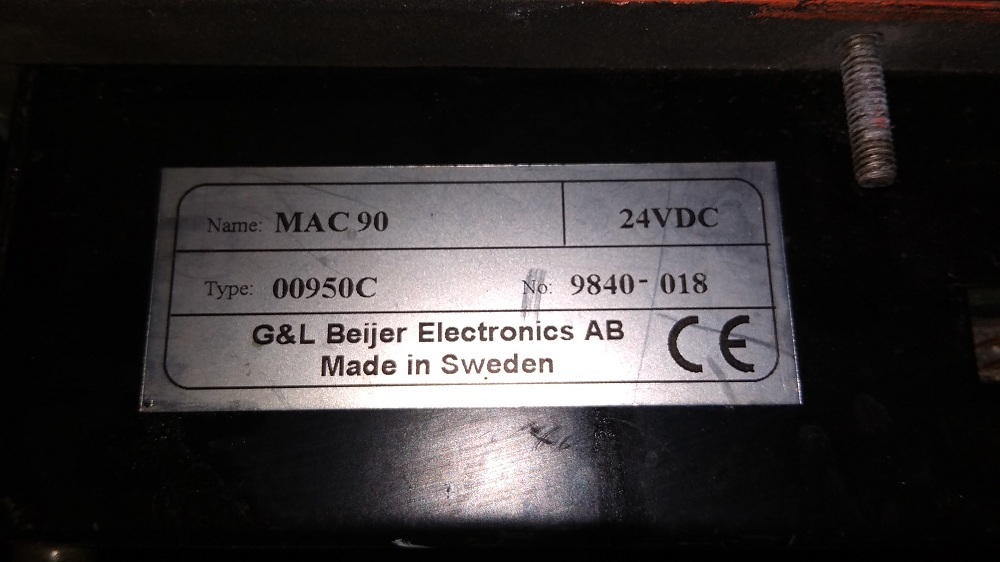 Name: MAC 90 24VDC
Type: 00950C No: 9840- 018
G&L Beijer Electronics AB
Made in Sweden
CE